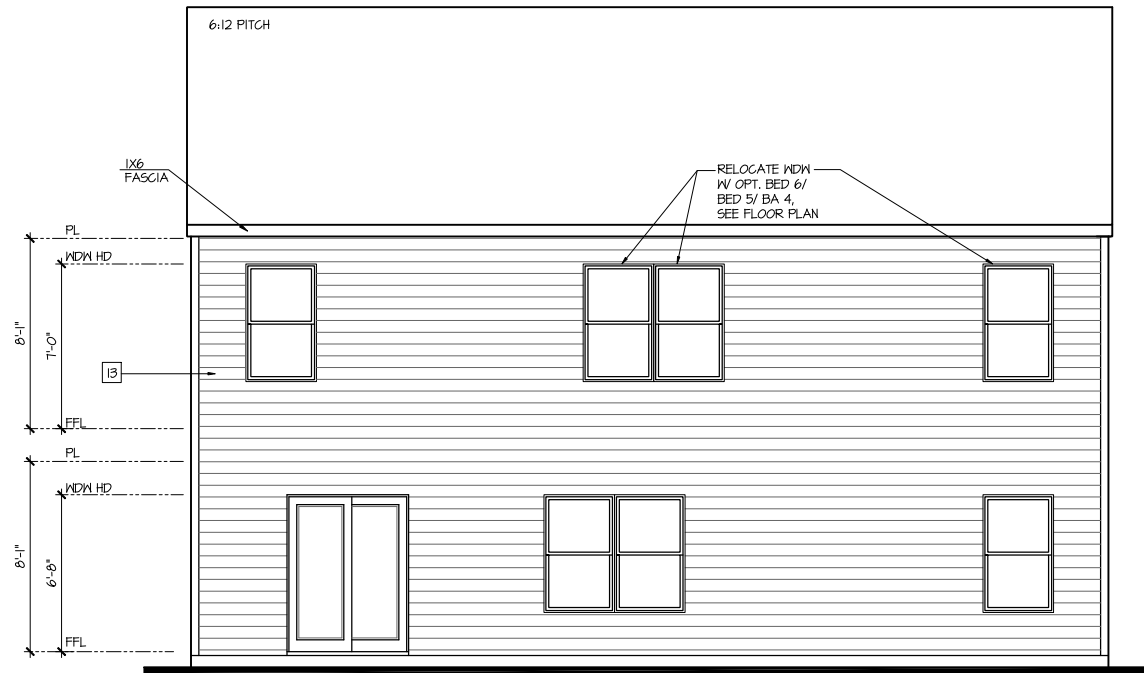 6:12 PITCH
1X6
FASCIA
RELOCATE WDW
W/ OPT. BED 6/
BED 5/ BA 4,
SEE FLOOR PLAN
PL
WDW HD
8'-1"
7'-0"
13
FFL
PL
WDW HD
8'-1"
6'-8"
FFL